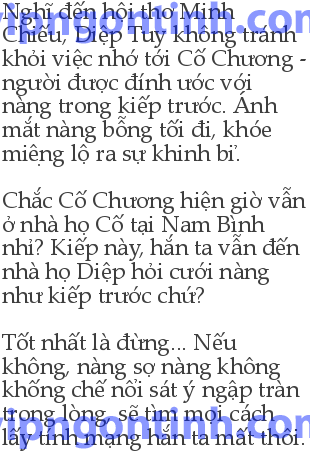 vipngontinh.com
Nghĩ đến hội thơ Minh
Chiếu, Diệp Tuy không tránh
khỏi việc nhớ tới Cố Chương -
người được đính ước với
nàng trong kiếp trước. Ánh
mắt nàng bỗng tối đi, khóe
miệng lộ ra sự khinh bỉ.
Chắc Cố Chương hiện giờ vẫn
ở nhà họ Cố tại Nam Bình
nhỉ? Kiếp này, hắn ta vẫn đến
nhà họ Diệp hỏi cưới nàng
như kiếp trước chứ?
Tốt nhất là đừng... Nếu
không, nàng sợ nàng không
khống chế nổi sát ý ngập tràn
trong lòng, sẽ tìm mọi cách
lấy tính mạng hắn ta mất thôi.
vipngontinh.com